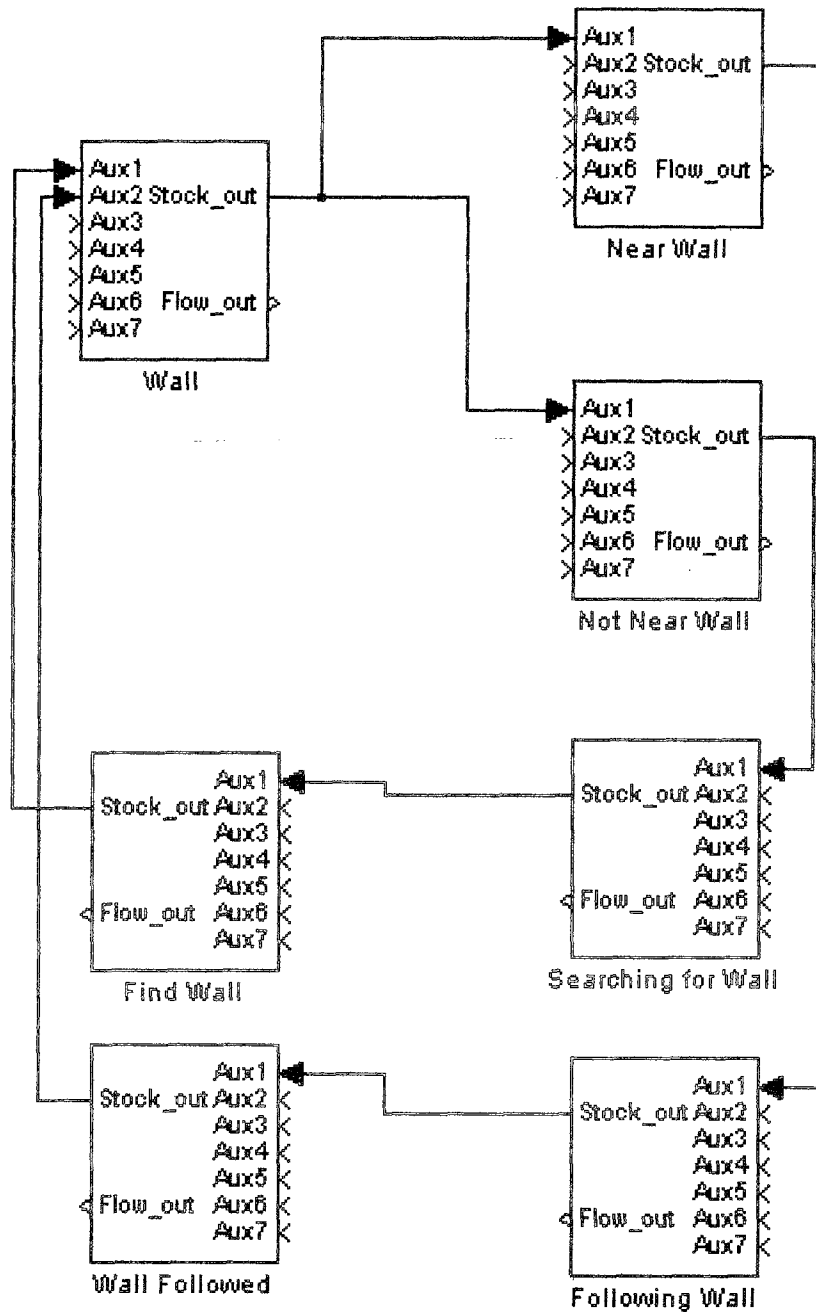 Aux1
Aux2 Stock_out
Aux3
Aux4
Aux5
Aux6 Flow_out
Aux7
Near Wall
Aux1
Aux2 Stock_out
Aux3
Aux4
Aux5
Aux6 Flow_out
Aux7
Wall
Aux1
Aux2 Stock_out
Aux3
Aux4
Aux5
Aux6 Flow_out
Aux7
Not Near Wall
Aux1
Stock_out Aux2
Aux3
Aux4
Aux5
Flow_out Aux6
Aux7
Find Wall
Aux1
Stock_out Aux2
Aux3
Aux4
Aux5
Flow_out Aux6
Aux7
Searching for Wall
Aux1
Stock_out Aux2
Aux3
Aux4
Aux5
Flow_out Aux6
Aux7
Wall Followed
Aux1
Stock_out Aux2
Aux3
Aux4
Aux5
Flow_out Aux6
Aux7
Following Wall